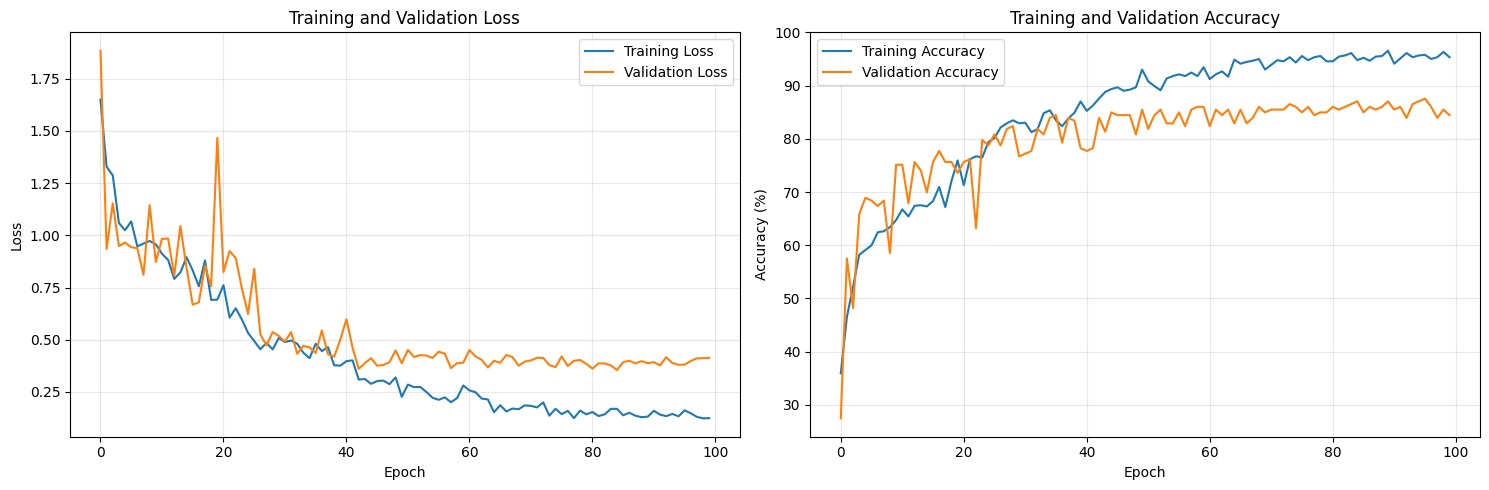 Training and Validation Loss
Training Loss
Validation Loss
1.75
1.50
1.25
1.00
0.75
0.50
0.25
Loss
0 20 40 60 80 100
Epoch
Training and Validation Accuracy
Training Accuracy
Validation Accuracy
100
90
80
70
60
50
40
30
Accuracy (%)
0 20 40 60 80 100
Epoch